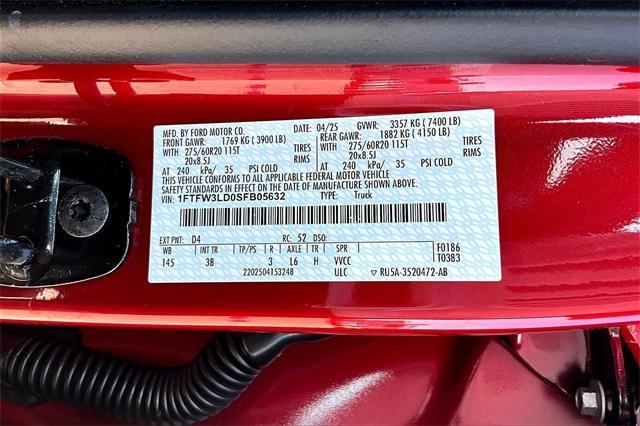 MFD. BY FORD MOTOR CO. DATE: 04/25 GVWR: 3357 KG ( 7400 LB)
FRONT GAWR: 1769 KG ( 3900 LB) REAR GAWR: 1882 KG ( 4150 LB)
WITH 275/60R20 115T TIRES WITH 275/60R20 115T TIRES
20x8.5J RIMS 20x8.5J RIMS
AT 240 kPa/ 35 PSI COLD AT 240 kPa/ 35 PSI COLD
THIS VEHICLE CONFORMS TO ALL APPLICABLE FEDERAL MOTOR VEHICLE
SAFETY STANDARDS IN EFFECT ON THE DATE OF MANUFACTURE SHOWN ABOVE.
VIN: 1FTFW3LD0SFB05632 TYPE: Truck
EXT PNT: D4 RC: 52 DSO:
WB TP/PS R AXLE TR SPR F0186
145 3B 3 L6 H VVCC T0383
2202504153248 ULC RU5A-3520472-AB